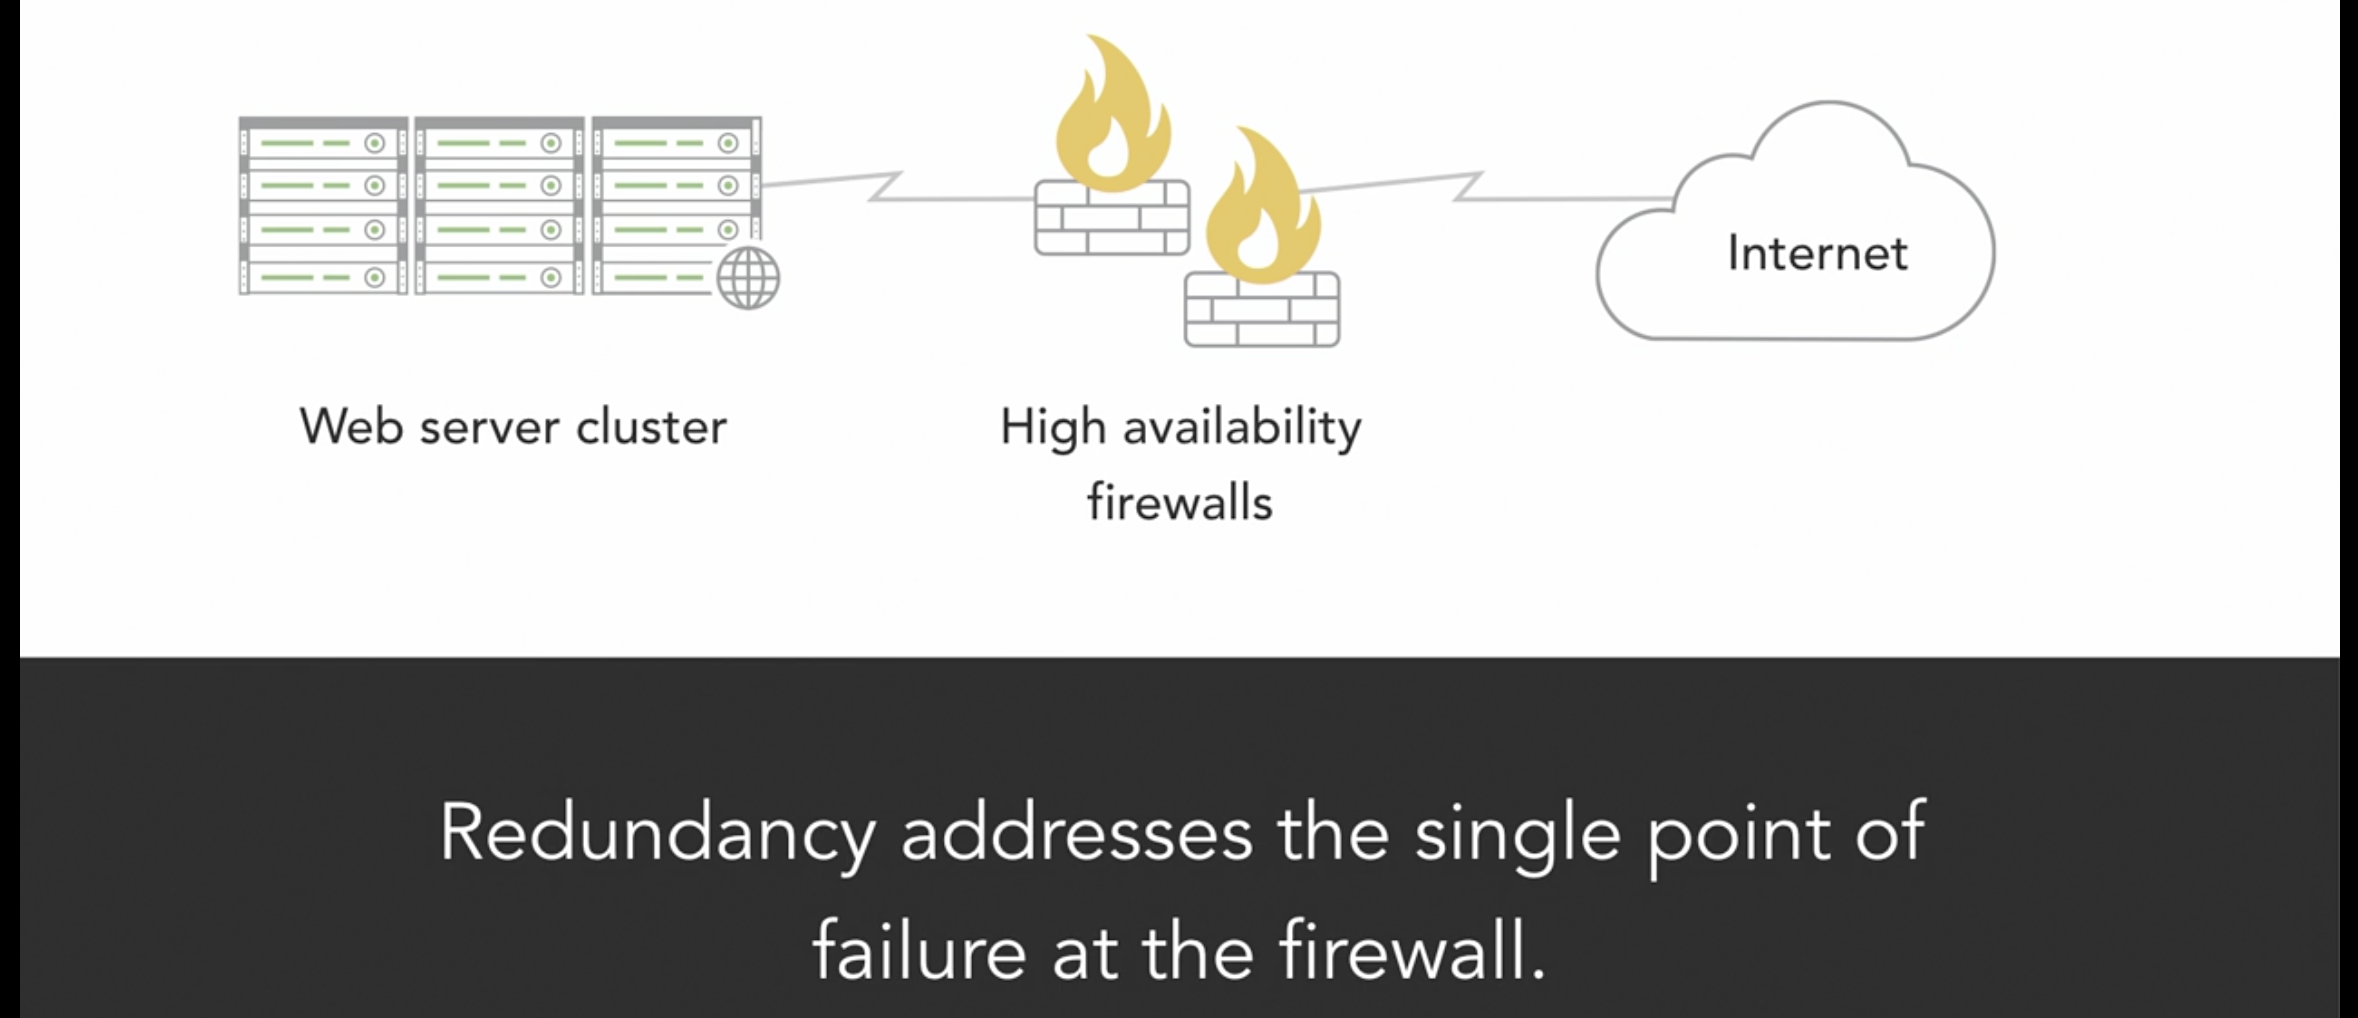 Internet
Web server cluster
High availability
firewalls
Redundancy addresses the single point of
failure at the firewall.